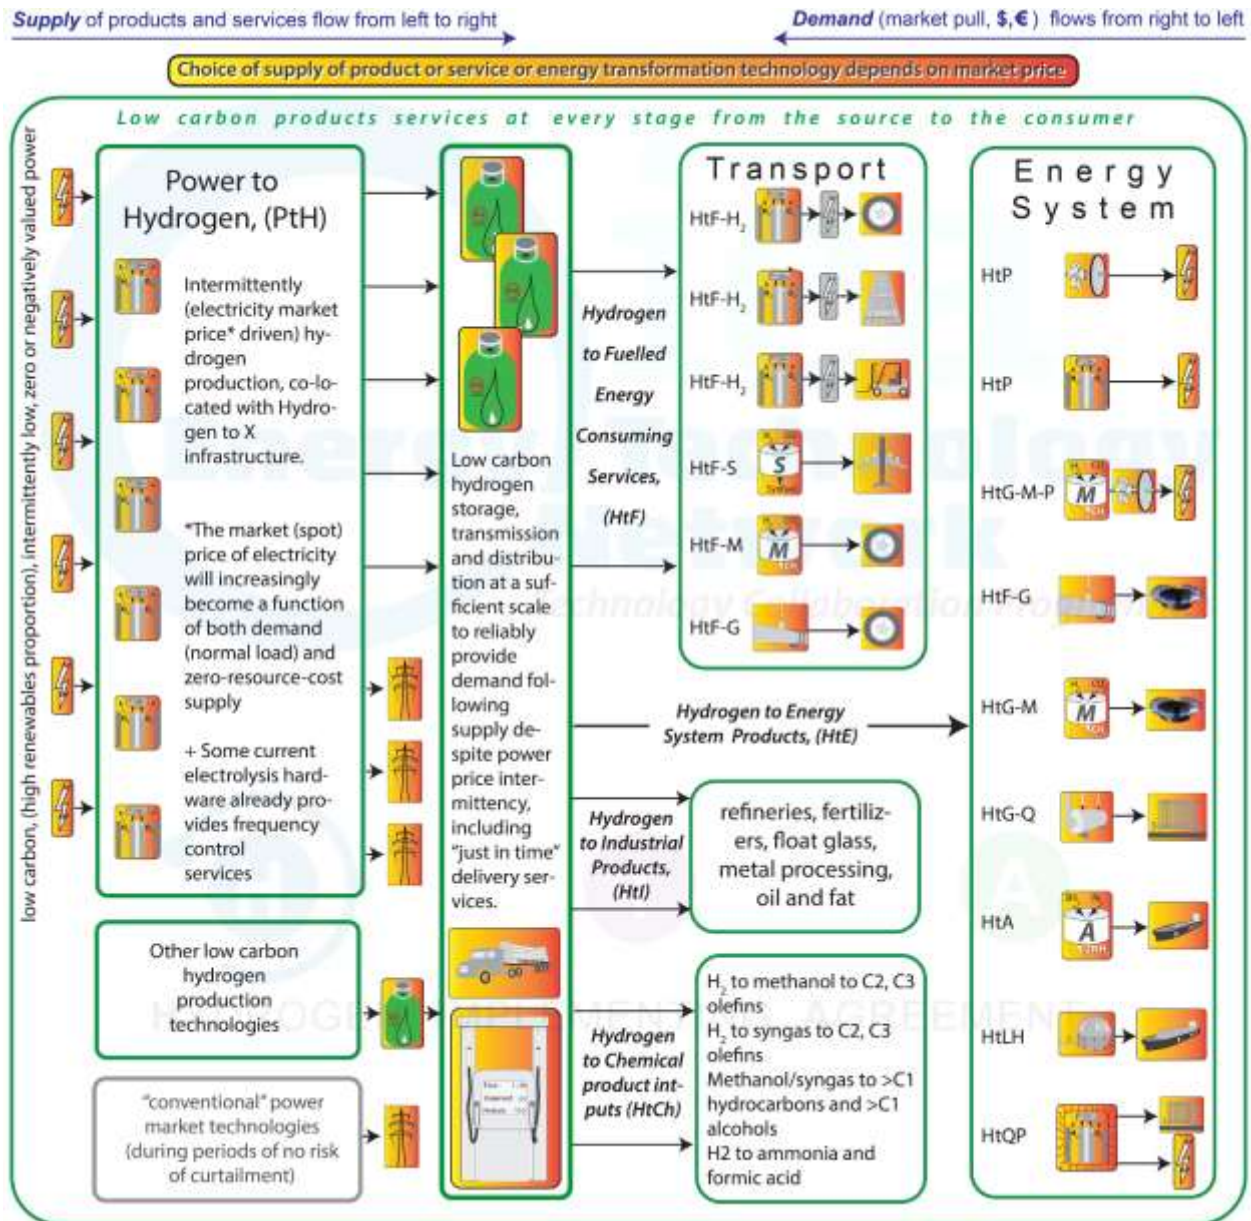 Supply of products and services flow from left to right
Demand (market pull, $,€ ) flows from right to left
Choice of supply of product or service or energy transformation technology depends on market price
Low carbon products services at every stage from the source to the consumer
low carbon, (high renewables proportion), intermittently low, zero or negatively valued power
Power to
Hydrogen, (PtH)
Intermittently
(electricity market
price* driven) hy-
drogen
production, co-lo-
cated with Hydro-
gen to X
infrastructure.
*The market (spot)
price of electricity
will increasingly
become a function
of both demand
(normal load) and
zero-resource-cost
supply
+ Some current
electrolysis hard-
ware already pro-
vides frequency
control
services
Other low carbon
hydrogen
production
technologies
"conventional" power
market technologies
(during periods of no risk
of curtailment)
Low carbon
hydrogen
storage,
transmission
and distribu-
tion at a suf-
ficient scale
to reliably
provide
demand fol-
lowing
supply de-
spite power
price inter-
mittency,
including
"just in time"
delivery ser-
vices.
Hydrogen
to Fuelled
Energy
Consuming
Services,
(HtF)
Hydrogen to Energy
System Products, (HtE)
Hydrogen
to Industrial
Products,
(HtI)
Hydrogen
to Chemical
product int-
puts (HtCh)
Transport
HtF-H2
HtF-H2
HtF-H2
HtF-S
S
HtF-M
M
HtF-G
refineries, fertiliz-
ers, float glass,
metal processing,
oil and fat
H2 to methanol to C2, C3
olefins
H2 to syngas to C2, C3
olefins
Methanol/syngas to >C1
hydrocarbons and >C1
alcohols
H2 to ammonia and
formic acid
Energy
System
HtP
HtP
HtG-M-P
M
HtF-G
HtG-M
M
HtG-Q
HtA
A
HtLH
HtQP
Energy Technology
Network
Technology Collaboration Programme
HYDROGEN IMPLEMENTING AGREEMENT